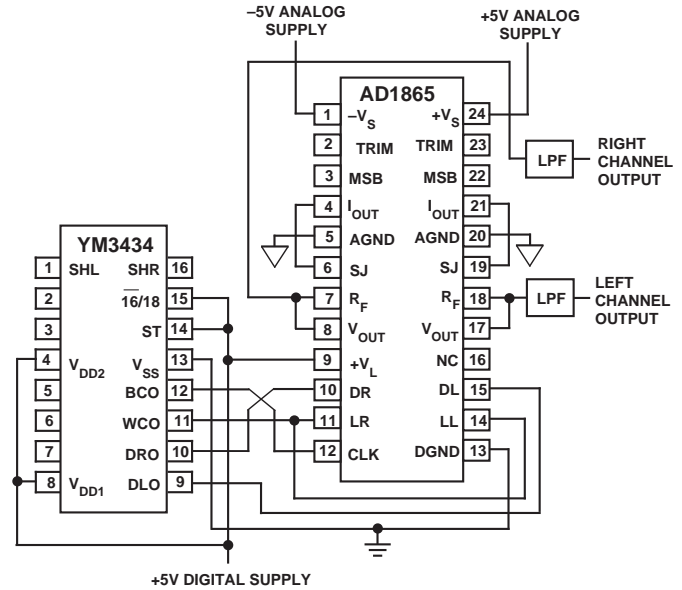 –5V ANALOG
SUPPLY
+5V ANALOG
SUPPLY
AD1865
1 –VS
+VS 24
2 TRIM
TRIM 23
3 MSB
MSB 22
4 IOUT
IOUT 21
5 AGND
AGND 20
6 SJ
SJ 19
7 RF
RF 18
8 VOUT
VOUT 17
9 +VL
NC 16
10 DR
DL 15
11 LR
LL 14
12 CLK
DGND 13
LPF
RIGHT
CHANNEL
OUTPUT
LPF
LEFT
CHANNEL
OUTPUT
YM3434
1 SHL
SHR 16
2
16/18 15
3
ST 14
4 VDD2
VSS 13
5
BCO 12
6
WCO 11
7
DRO 10
8 VDD1
DLO 9
+5V DIGITAL SUPPLY